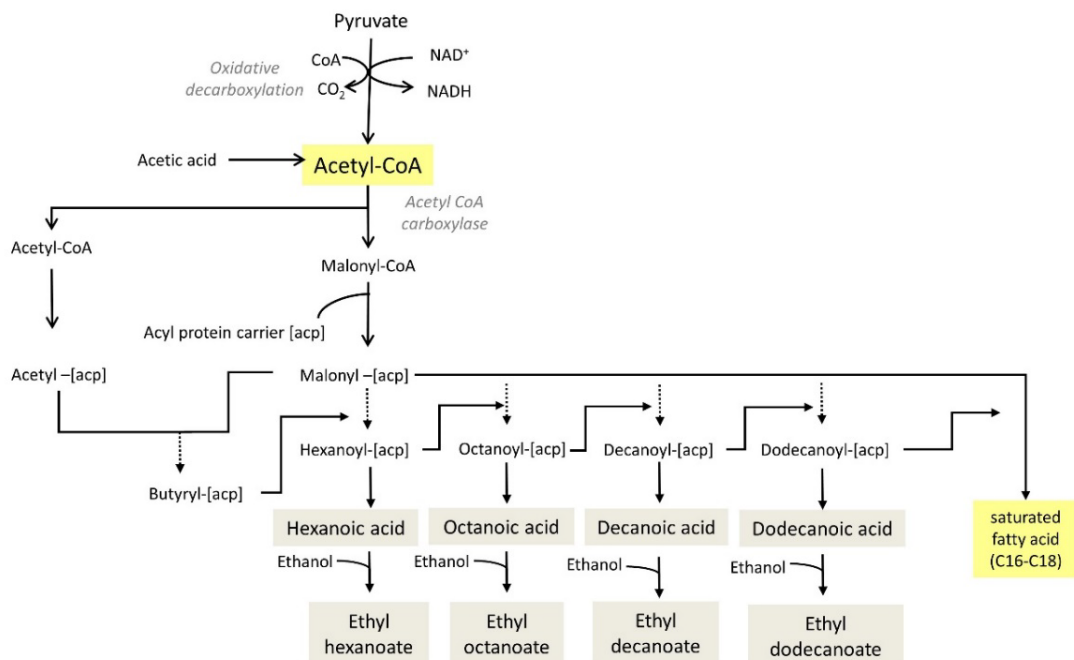 Pyruvate
CoA
NAD⁺
Oxidative
decarboxylation
CO₂
NADH
Acetic acid
Acetyl-CoA
Acetyl CoA
carboxylase
Acetyl-CoA
Malonyl-CoA
Acyl protein carrier [acp]
Acetyl –[acp]
Malonyl –[acp]
Hexanoyl-[acp]
Octanoyl-[acp]
Decanoyl-[acp]
Dodecanoyl-[acp]
Butyryl-[acp]
Hexanoic acid
Octanoic acid
Decanoic acid
Dodecanoic acid
saturated
fatty acid
(C16-C18)
Ethanol
Ethanol
Ethanol
Ethanol
Ethyl
hexanoate
Ethyl
octanoate
Ethyl
decanoate
Ethyl
dodecanoate